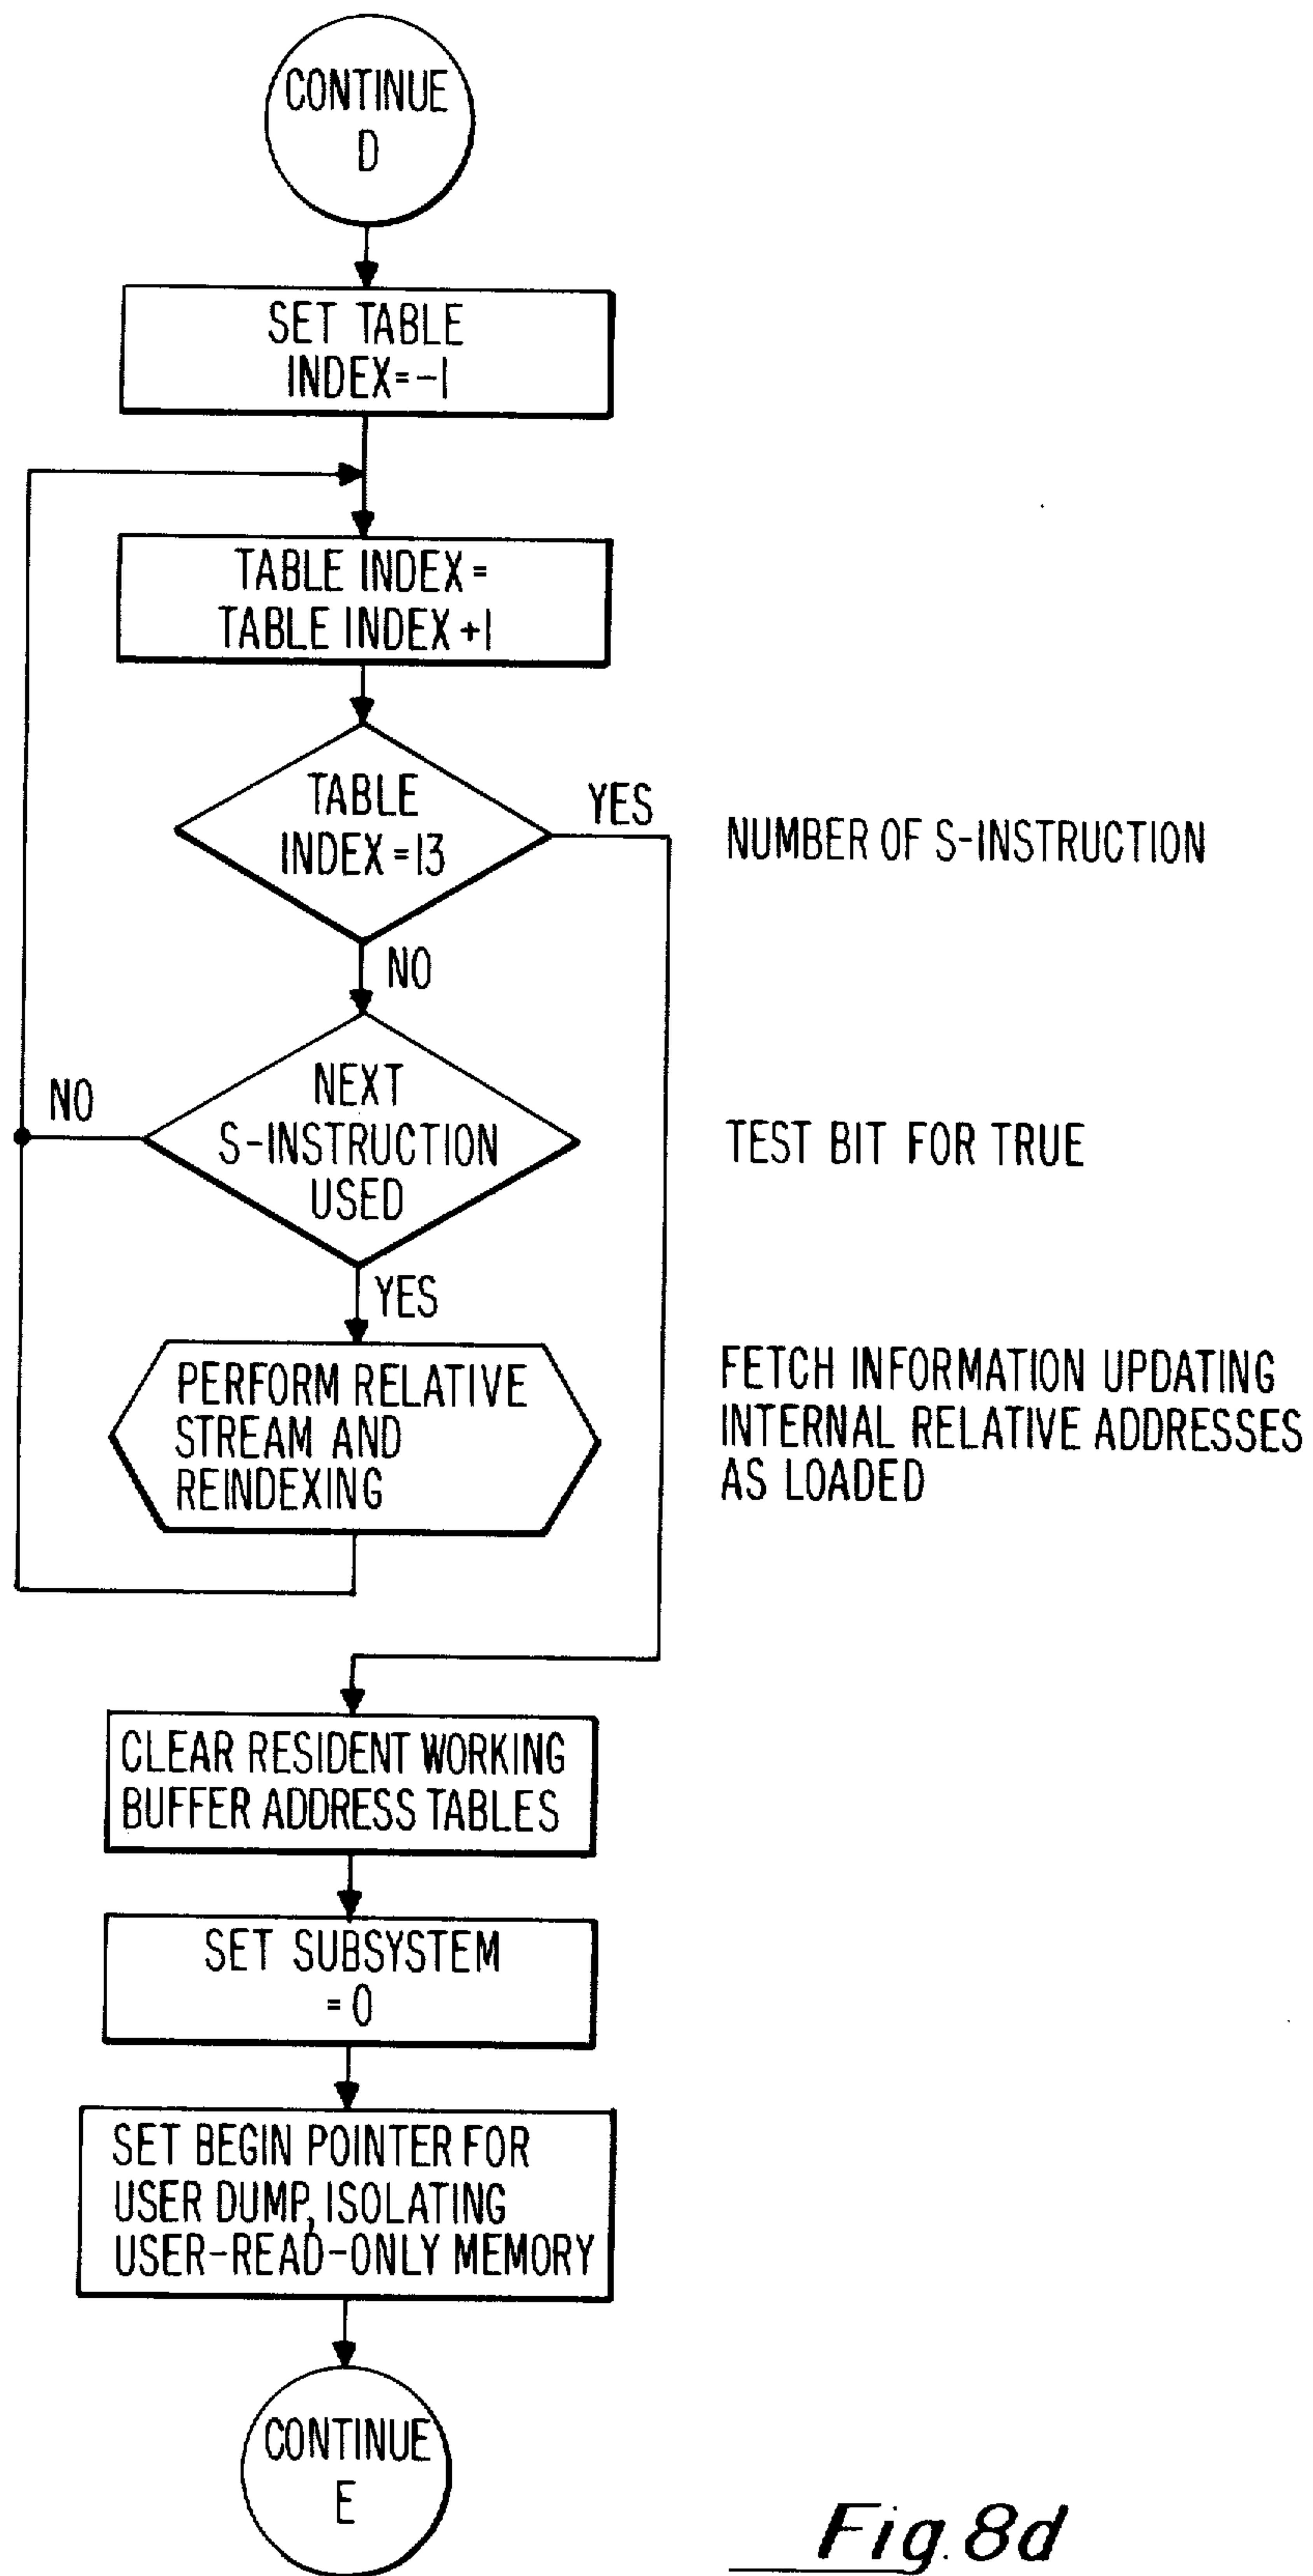 CONTINUE
D
SET TABLE
INDEX=-1
TABLE INDEX=
TABLE INDEX+1
TABLE
INDEX=13
YES
NUMBER OF S-INSTRUCTION
NO
NEXT
S-INSTRUCTION
USED
NO
TEST BIT FOR TRUE
YES
PERFORM RELATIVE
STREAM AND
REINDEXING
FETCH INFORMATION UPDATING
INTERNAL RELATIVE ADDRESSES
AS LOADED
CLEAR RESIDENT WORKING
BUFFER ADDRESS TABLES
SET SUBSYSTEM
=0
SET BEGIN POINTER FOR
USER DUMP, ISOLATING
USER-READ-ONLY MEMORY
CONTINUE
E
Fig. 8d